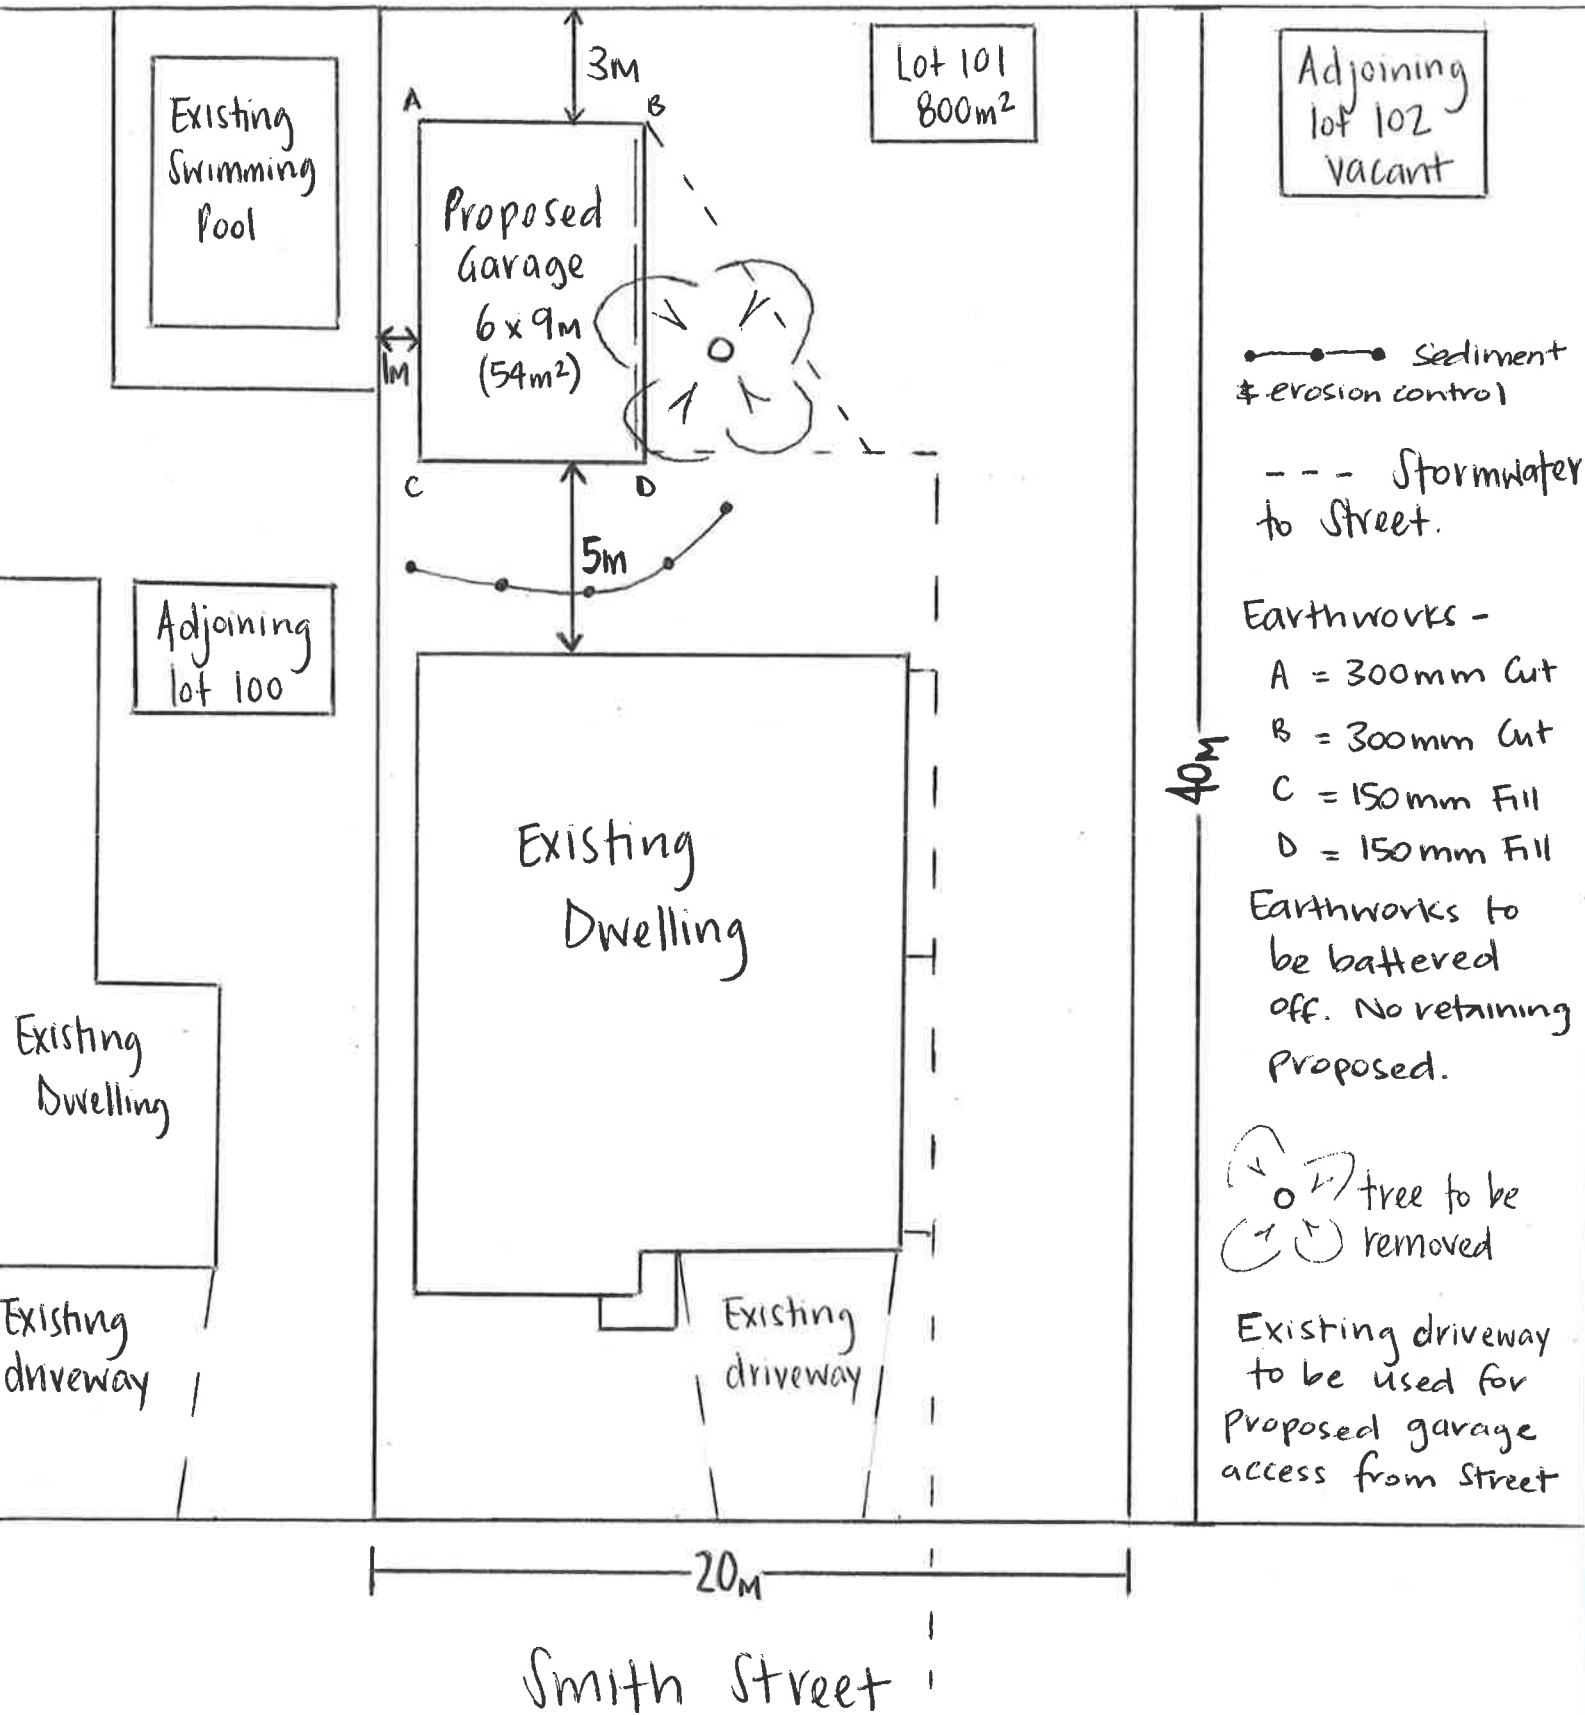 3M
Lot 101
800m²
Adjoining
lot 102
vacant
Existing
Swimming
Pool
A
B
Proposed
Garage
6 x 9M
(54m²)
1M
C
D
5m
Sediment
& erosion control
--- Stormwater
to Street.
Adjoining
lot 100
Earthworks -
A = 300mm Cut
B = 300mm Cut
C = 150mm Fill
D = 150mm Fill
Earthworks to
be battered
off. No retaining
proposed.
40M
Existing
Dwelling
Existing
Dwelling
tree to be
removed
Existing
driveway
Existing
driveway
Existing driveway
to be used for
proposed garage
access from Street
20M
Smith Street